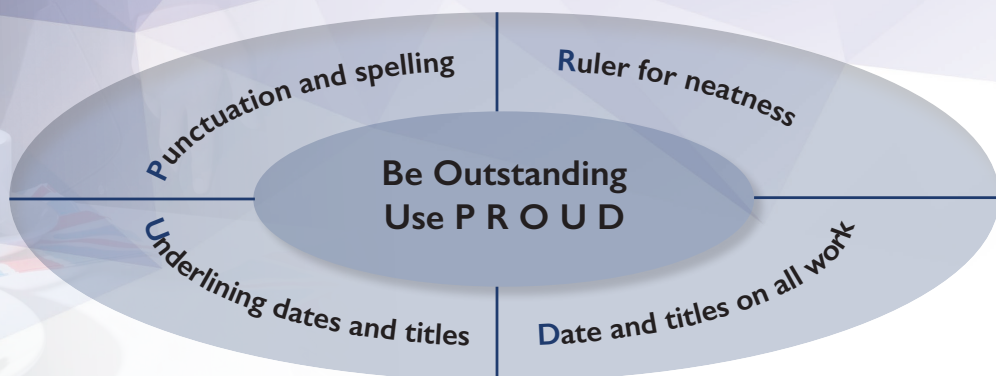 Punctuation and spelling
Ruler for neatness
Be Outstanding
Use P R O U D
Underlining dates and titles
Date and titles on all work